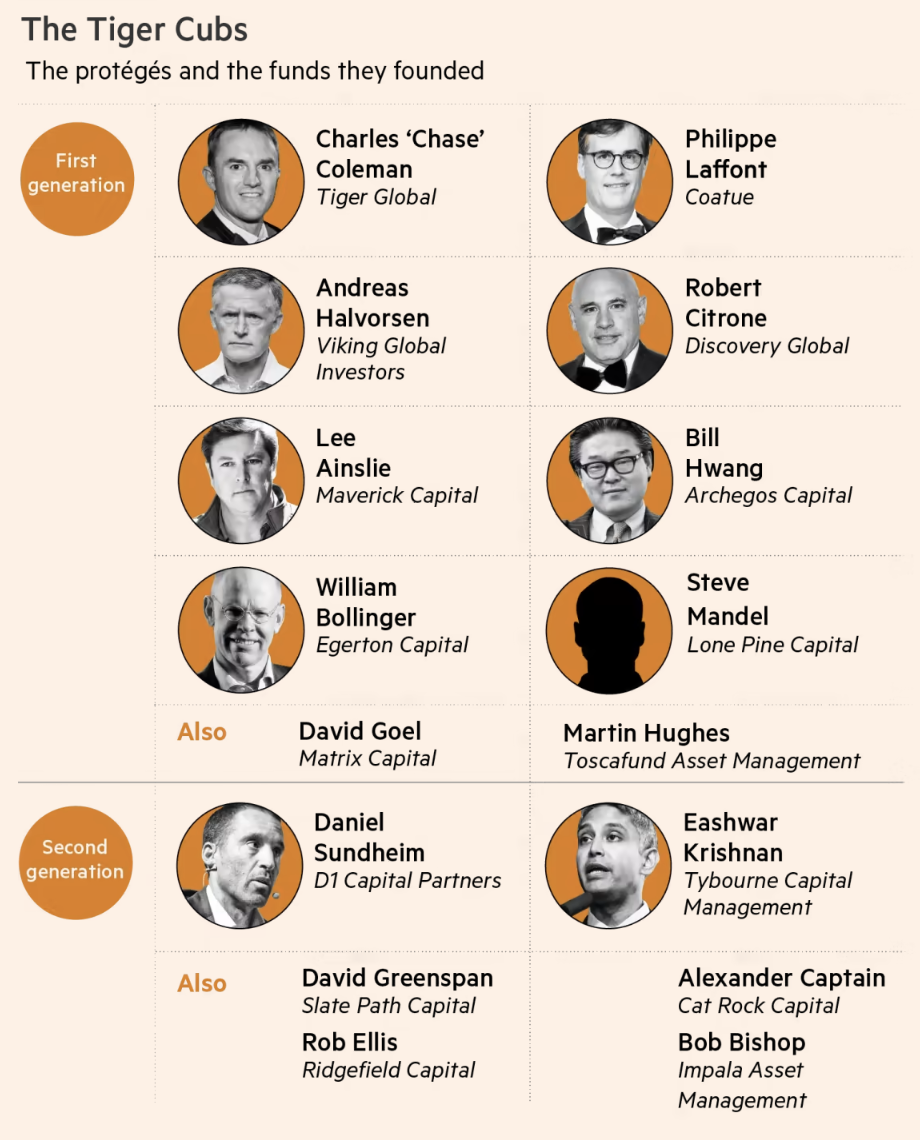 The Tiger Cubs
The protégés and the funds they founded
First
generation
Charles ‘Chase’
Coleman
Tiger Global
Philippe
Laffont
Coatue
Andreas
Halvorsen
Viking Global
Investors
Robert
Citrone
Discovery Global
Lee
Ainslie
Maverick Capital
Bill
Hwang
Archegos Capital
William
Bollinger
Egerton Capital
Steve
Mandel
Lone Pine Capital
Also
David Goel
Matrix Capital
Martin Hughes
Toscafund Asset Management
Second
generation
Daniel
Sundheim
D1 Capital Partners
Eashwar
Krishnan
Tybourne Capital
Management
Also
David Greenspan
Slate Path Capital
Rob Ellis
Ridgefield Capital
Alexander Captain
Cat Rock Capital
Bob Bishop
Impala Asset
Management